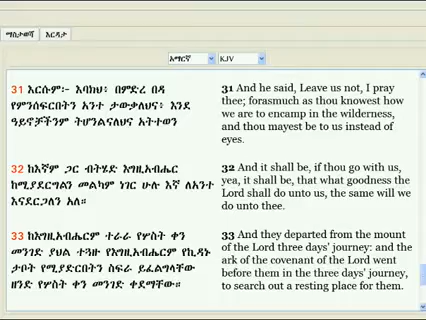 ማስታወሻ እርዳታ
አማርኛ KJV
31 እርሱም፦ እባክህ፥ በምድረ በዳ
የምንሰፍርበትን አንተ ታውቃለህና፥ እንደ
ዓይኖቻችንም ትሆንልናለህና አትተወን
31 And he said, Leave us not, I pray
thee; forasmuch as thou knowest how
we are to encamp in the wilderness,
and thou mayest be to us instead of
eyes.
32 ከእኛም ጋር ብትሄድ እግዚአብሔር
ከሚያደርግልን መልካም ነገር ሁሉ እኛ ለአንተ
እናደርጋለን አለ።
32 And it shall be, if thou go with us,
yea, it shall be, that what goodness the
Lord shall do unto us, the same will we
do unto thee.
33 ከእግዚአብሔርም ተራራ የሦስት ቀን
መንገድ ያህል ተጓዙ የእግዚአብሔርም የኪዳኑ
ታቦት የሚያድርበትን ስፍራ ይፈልግላቸው
ዘንድ የሦስት ቀን መንገድ ቀደማቸው።
33 And they departed from the mount
of the Lord three days' journey: and the
ark of the covenant of the Lord went
before them in the three days' journey,
to search out a resting place for them.